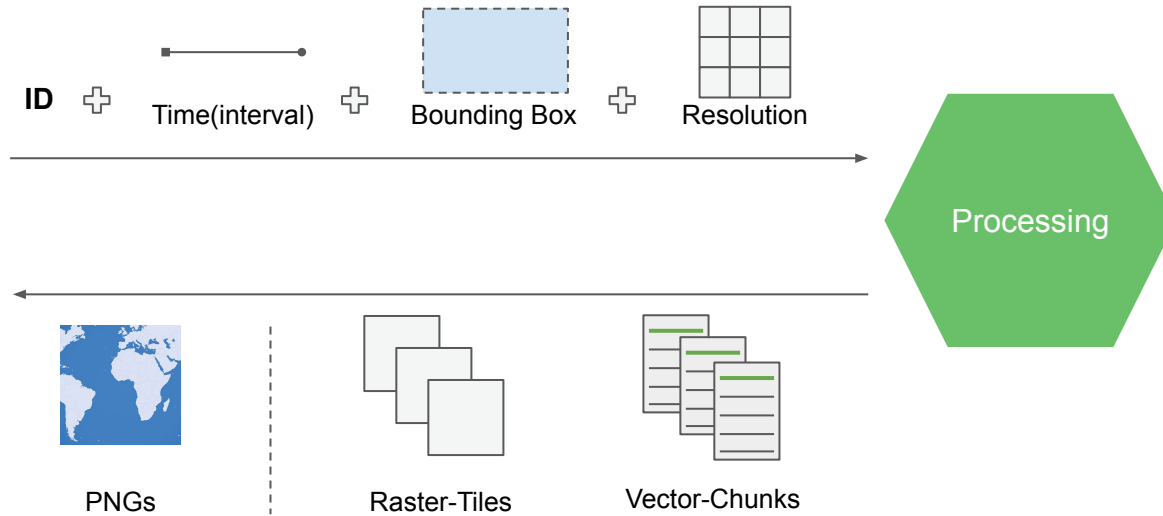 ID
Time(interval)
Bounding Box
Resolution
Processing
PNGs
Raster-Tiles
Vector-Chunks